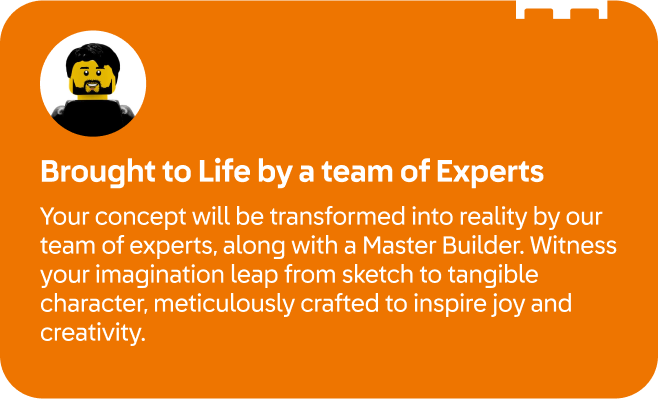 Brought to Life by a team of Experts
Your concept will be transformed into reality by our
team of experts, along with a Master Builder. Witness
your imagination leap from sketch to tangible
character, meticulously crafted to inspire joy and
creativity.